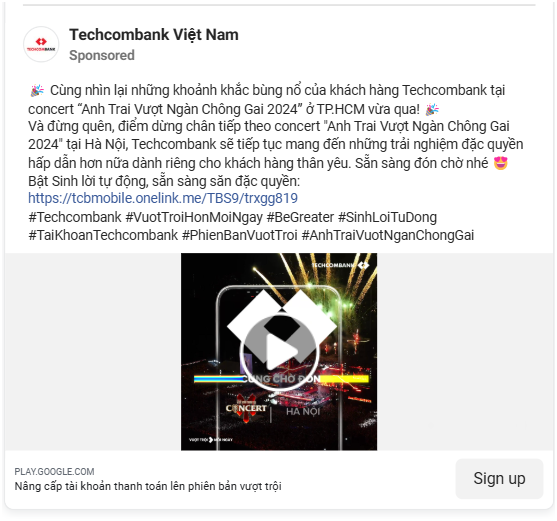 Techcombank Việt Nam
TECHCOMBANK
Sponsored
🎉 Cùng nhìn lại những khoảnh khắc bùng nổ của khách hàng Techcombank tại
concert “Anh Trai Vượt Ngàn Chông Gai 2024” ở TP.HCM vừa qua! 🎉
Và đừng quên, điểm dừng chân tiếp theo concert "Anh Trai Vượt Ngàn Chông Gai
2024" tại Hà Nội, Techcombank sẽ tiếp tục mang đến những trải nghiệm đặc quyền
hấp dẫn hơn nữa dành riêng cho khách hàng thân yêu. Sẵn sàng đón chờ nhé 😍
Bật Sinh lời tự động, sẵn sàng săn đặc quyền:
https://tcbmobile.onelink.me/TBS9/trxgg819
#Techcombank #VuotTroiHonMoiNgay #BeGreater #SinhLoiTuDong
#TaiKhoanTechcombank #PhienBanVuotTroi #AnhTraiVuotNganChongGai
TECHCOMBANK
CÙNG CHỜ ĐÓN
CONCERT
HÀ NỘI
VƯỢT TRỘI HƠN MỖI NGÀY
PLAY.GOOGLE.COM
Nâng cấp tài khoản thanh toán lên phiên bản vượt trội
Sign up